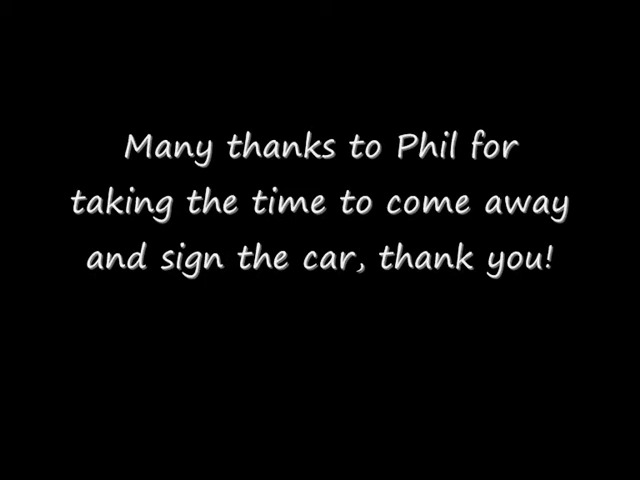 Many thanks to Phil for
taking the time to come away
and sign the car, thank you!